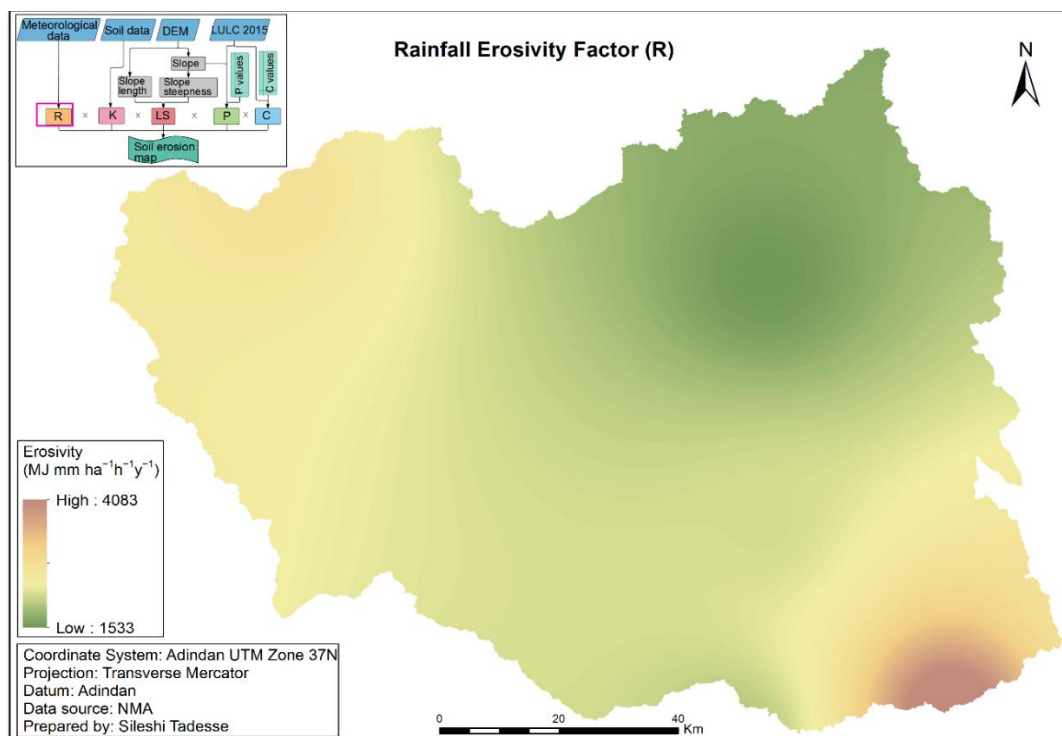 Meteorological
data
Soil data
DEM
LULC 2015
Slope
Slope
length
Slope
steepness
P values
C values
R x K x LS x P x C
Soil erosion
map
Rainfall Erosivity Factor (R)
N
Erosivity
(MJ mm ha⁻¹h⁻¹y⁻¹)
High : 4083
Low : 1533
Coordinate System: Adindan UTM Zone 37N
Projection: Transverse Mercator
Datum: Adindan
Data source: NMA
Prepared by: Sileshi Tadesse
0 20 40
Km